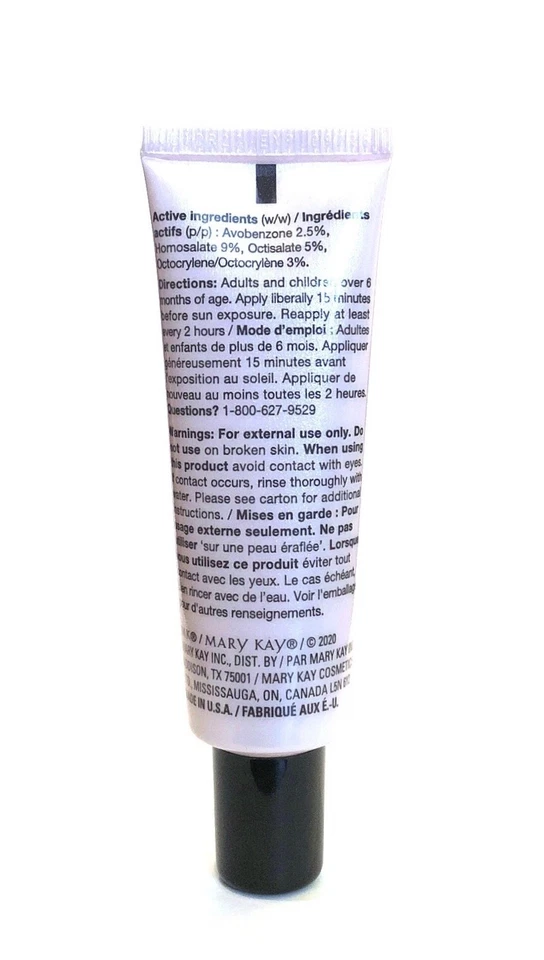 Active ingredients (w/w) / Ingrédients
actifs (p/p) : Avobenzone 2.5%,
Homosalate 9%, Octisalate 5%,
Octocrylene/Octocrylène 3%.
Directions: Adults and children over 6
months of age. Apply liberally 15 minutes
before sun exposure. Reapply at least
every 2 hours / Mode d'emploi : Adultes
et enfants de plus de 6 mois. Appliquer
généreusement 15 minutes avant
l'exposition au soleil. Appliquer de
nouveau au moins toutes les 2 heures.
Questions? 1-800-627-9529
Warnings: For external use only. Do
not use on broken skin. When using
this product avoid contact with eyes.
contact occurs, rinse thoroughly with
water. Please see carton for additional
instructions. / Mises en garde : Pour
usage externe seulement. Ne pas
utiliser 'sur une peau éraflée'. Lorsque
vous utilisez ce produit éviter tout
contact avec les yeux. Le cas échéant,
en rincer avec de l'eau. Voir l'emballage
pour d'autres renseignements.
® / MARY KAY® / © 2020
MARY KAY INC., DIST. BY / PAR MARY KAY
ADDISON, TX 75001 / MARY KAY COSMETICS
MISSISSAUGA, ON, CANADA L5N
MADE IN U.S.A. / FABRIQUÉ AUX É.-U.